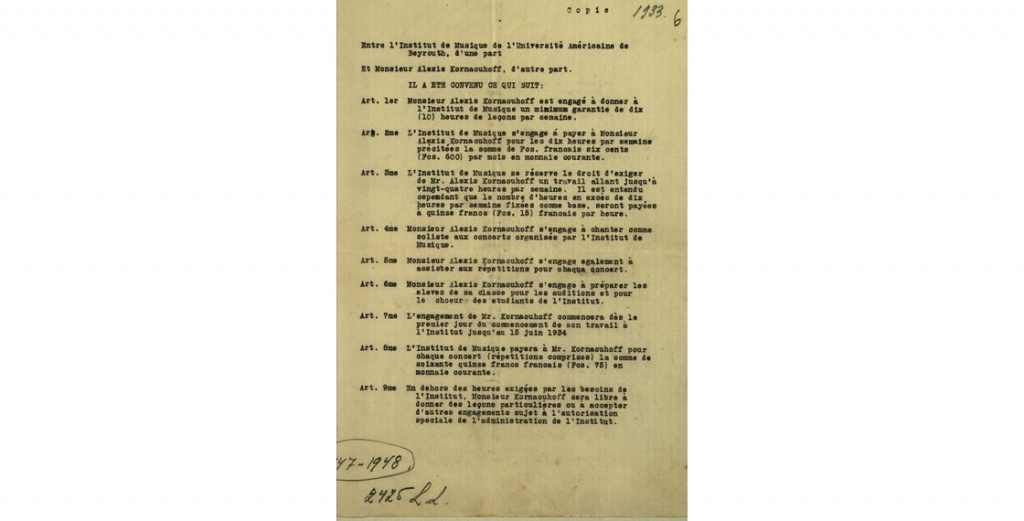 Copie 1933. 6
Entre l'Institut de Musique de l'Université Américaine de
Beyrouth, d'une part
Et Monsieur Alexis Kornaouhoff, d'autre part.
IL A ETE CONVENU CE QUI SUIT:
Art. 1er Monsieur Alexis Kornaouhoff est engagé à donner à
l'Institut de Musique un mimimum garantie de dix
(10) heures de leçons par semaine.
Art. 2me L'Institut de Musique s'engage à payer à Monsieur
Alexis Kornaouhoff pour les dix heures par semaine
précitées la somme de Fcs. francais six cents
(Fcs. 600) par mois en monnaie courante.
Art. 3me L'Institut de Musique se réserve le droit d'exiger
de Mr. Alexis Kornaouhoff un travail allant jusqu'à
vingt-quatre heures par semaine. Il est entendu
cependant que le nombre d'heures en excès de dix
heures par semaine fixées comme base, seront payées
à quinze francs (Fcs. 15) francais par heure.
Art. 4me Monsieur Alexis Kornaouhoff s'engage à chanter comme
soliste aux concerts organisés par l'Institut de
Musique.
Art. 5me Monsieur Alexis Kornaouhoff s'engage egalement à
assister aux répetitions pour chaque concert.
Art. 6me Monsieur Alexis Kornaouhoff s'engage à préparer les
eleves de sa classe pour les auditions et pour
le choeur des etudiants de l'Institut.
Art. 7me L'engagement de Mr. Kornaouhoff commencera dès le
premier jour du commencement de son travail à
l'Institut jusqu'au 15 juin 1934
Art. 8me L'Institut de Musique payera à Mr. Kornaouhoff pour
chaque concert (répetitions comprises) la somme de
soixante quinze francs francais (Fcs. 75) en
monnaie courante.
Art. 9me En dehors des heures exigées par les besoins de
l'Institut, Monsieur Kornaouhoff sera libre à
donner des leçons particulieres ou à accepter
d'autres engagements sujet à l'autorisation
speciale de l'administration de l'Institut.
47-1948
2425 L.L.